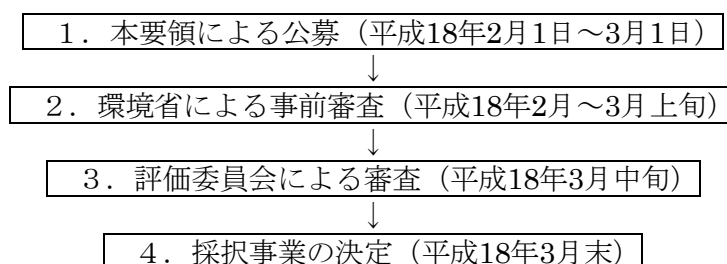 １．本要領による公募（平成18年2月1日～3月1日）
↓
２．環境省による事前審査（平成18年2月～3月上旬）
↓
３．評価委員会による審査（平成18年3月中旬）
↓
４．採択事業の決定（平成18年3月末）